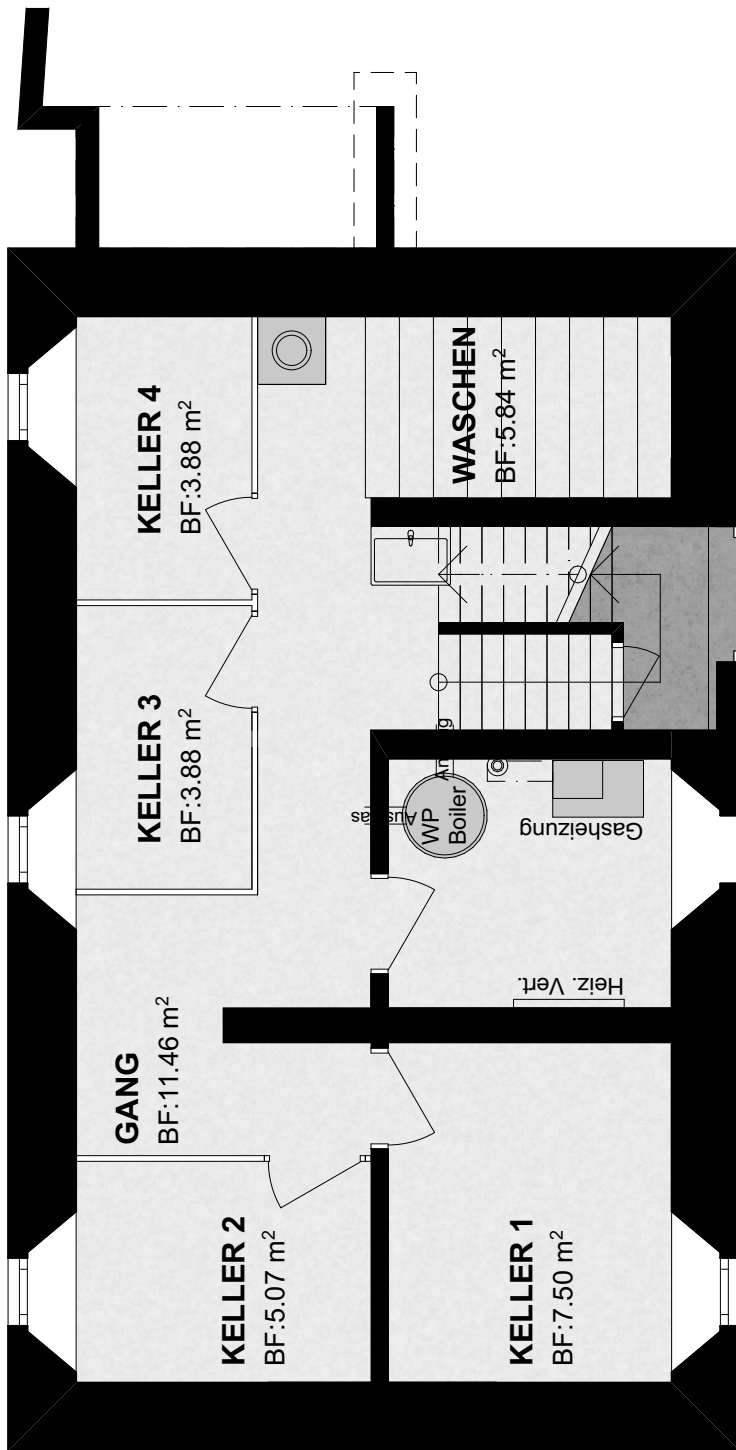 KELLER 4
BF:3.88 m²
WASCHEN
BF:5.84 m²
KELLER 3
BF:3.88 m²
WP
Boiler
Gasheizung
Heiz. Vert.
GANG
BF:11.46 m²
KELLER 2
BF:5.07 m²
KELLER 1
BF:7.50 m²